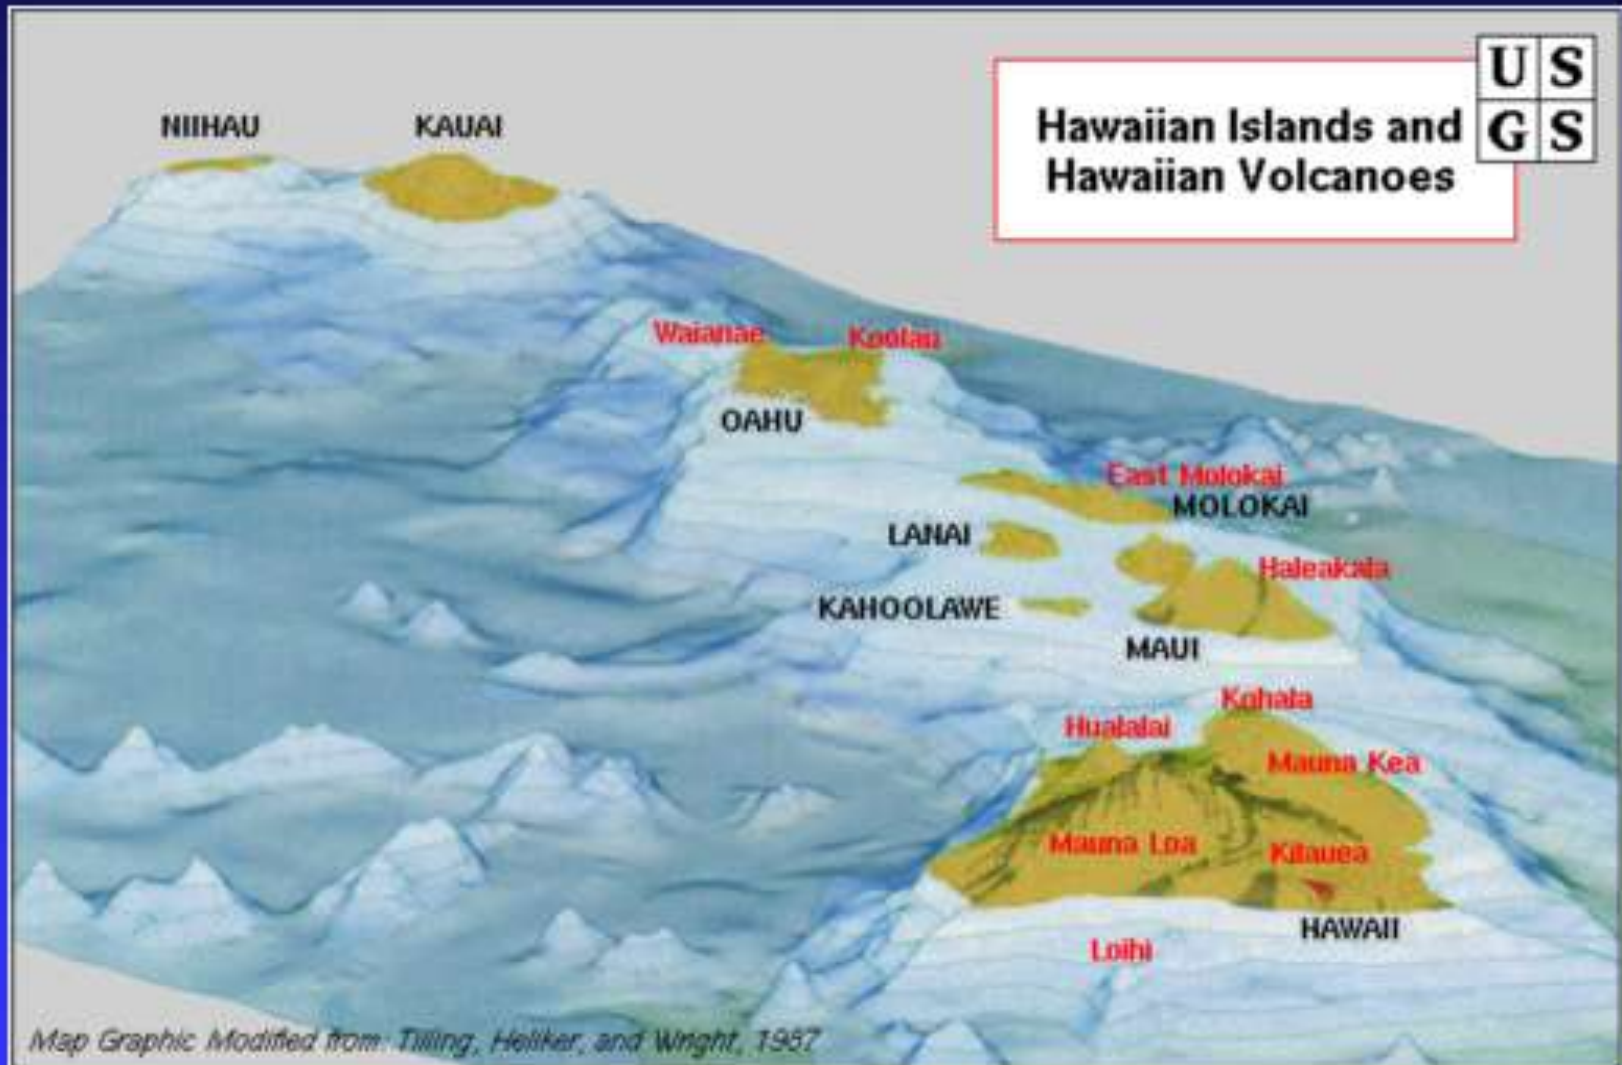 U S
Hawaiian Islands and
G S
Hawaiian Volcanoes
NIIHAU
KAUAI
Waianae
Koolau
OAHU
East Molokai
MOLOKAI
LANAI
Haleakala
KAHOOLAWE
MAUI
Kohala
Hualalai
Mauna Kea
Mauna Loa
Kilauea
HAWAII
Loihi
Map Graphic Modified from: Tilling, Heliker, and Wright, 1987